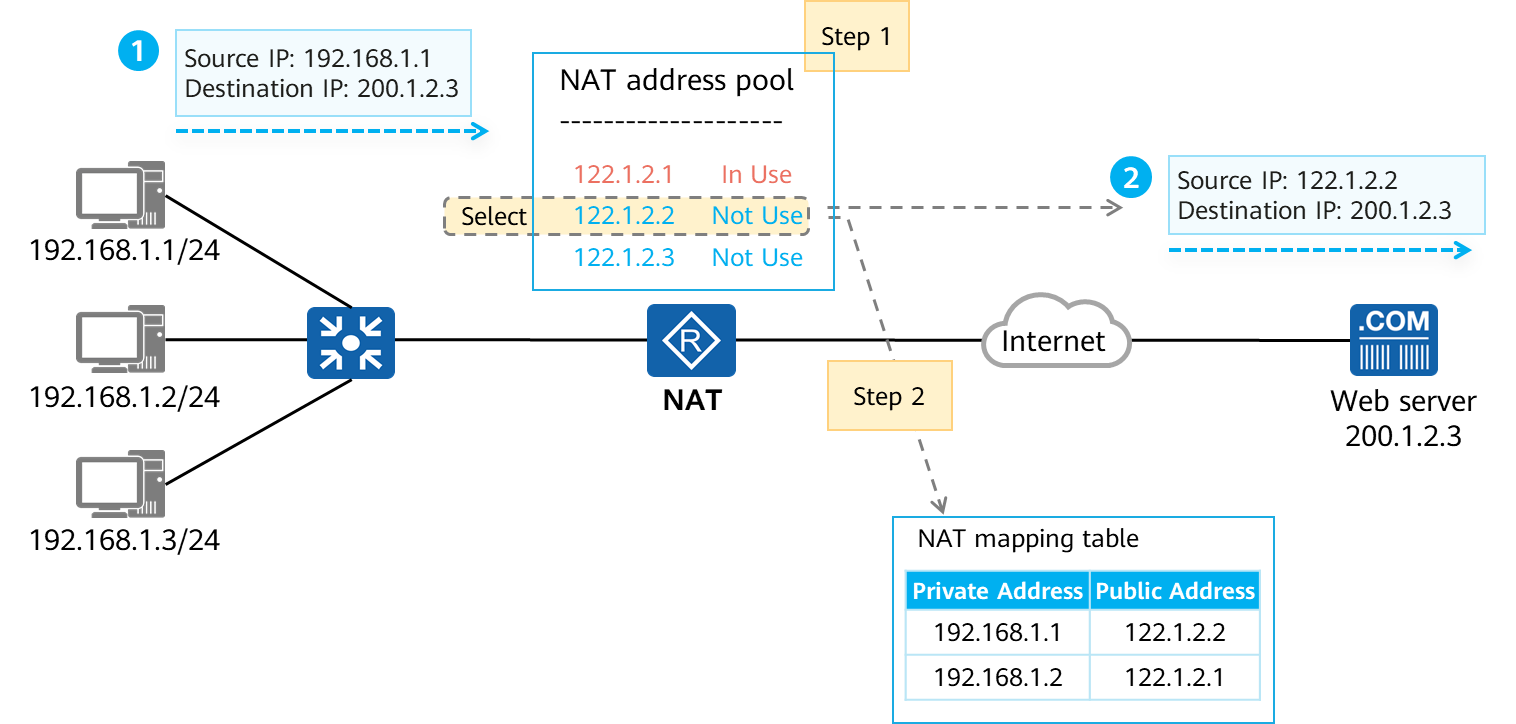 1
Source IP: 192.168.1.1
Destination IP: 200.1.2.3
Step 1
NAT address pool
-------------------
122.1.2.1 In Use
Select 122.1.2.2 Not Use
122.1.2.3 Not Use
2
Source IP: 122.1.2.2
Destination IP: 200.1.2.3
192.168.1.1/24
192.168.1.2/24
192.168.1.3/24
R
NAT
Internet
.COM
Web server
200.1.2.3
Step 2
NAT mapping table
Private Address Public Address
192.168.1.1 122.1.2.2
192.168.1.2 122.1.2.1